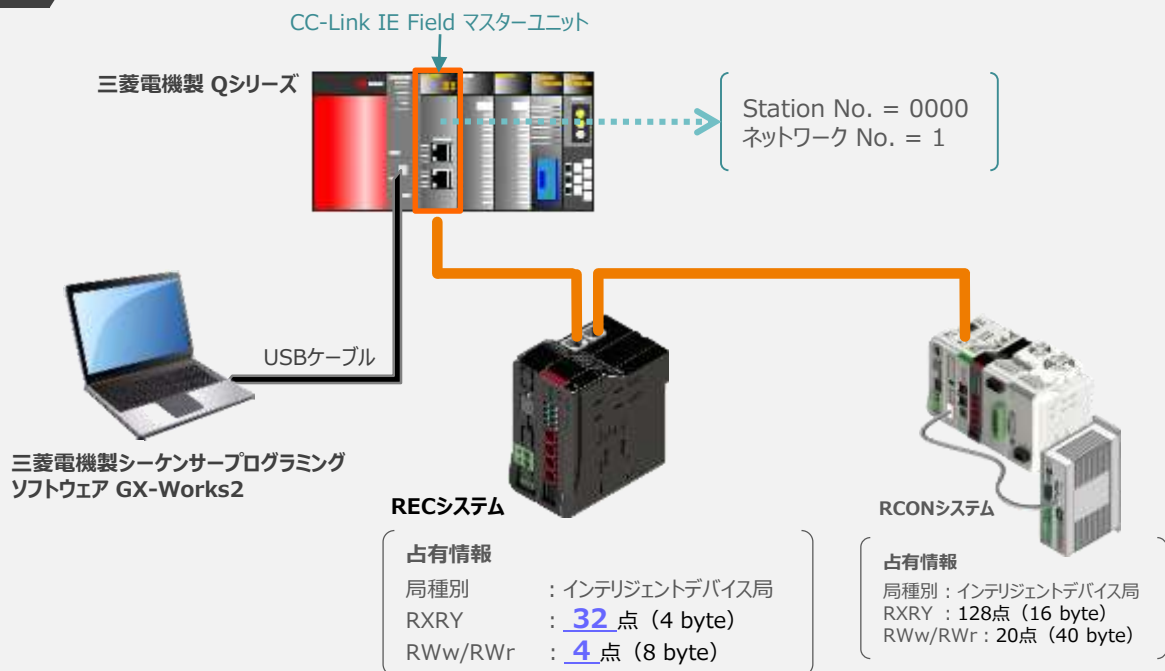 CC-Link IE Field マスターユニット
三菱電機製 Qシリーズ
Station No. = 0000
ネットワーク No. = 1
USBケーブル
三菱電機製シーケンサープログラミング
ソフトウェア GX-Works2
RECシステム
占有情報
局種別 : インテリジェントデバイス局
RXRY : 32 点（4 byte）
RWw/RWr : 4 点（8 byte）
RCONシステム
占有情報
局種別 : インテリジェントデバイス局
RXRY : 128点（16 byte）
RWw/RWr : 20点（40 byte）